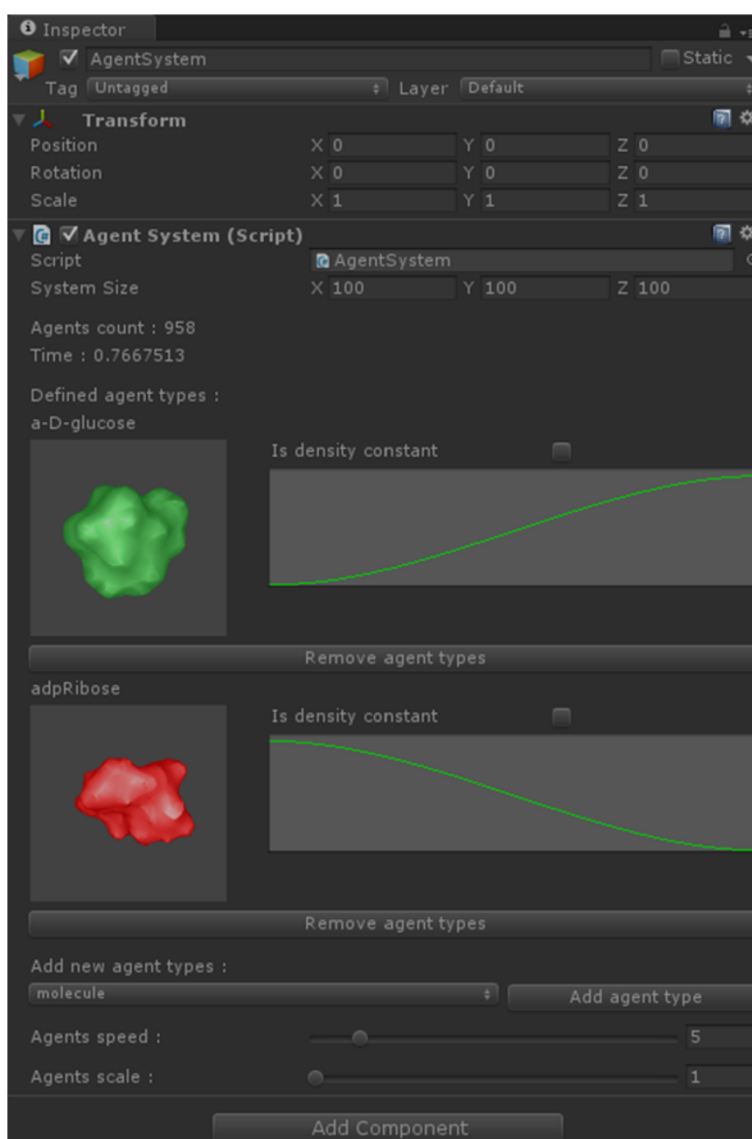 Inspector
AgentSystem Static
Tag Untagged Layer Default
Transform
Position X 0 Y 0 Z 0
Rotation X 0 Y 0 Z 0
Scale X 1 Y 1 Z 1
Agent System (Script)
Script AgentSystem
System Size X 100 Y 100 Z 100
Agents count : 958
Time : 0.7667513
Defined agent types :
a-D-glucose
Is density constant
Remove agent types
adpRibose
Is density constant
Remove agent types
Add new agent types :
molecule Add agent type
Agents speed : 5
Agents scale : 1
Add Component